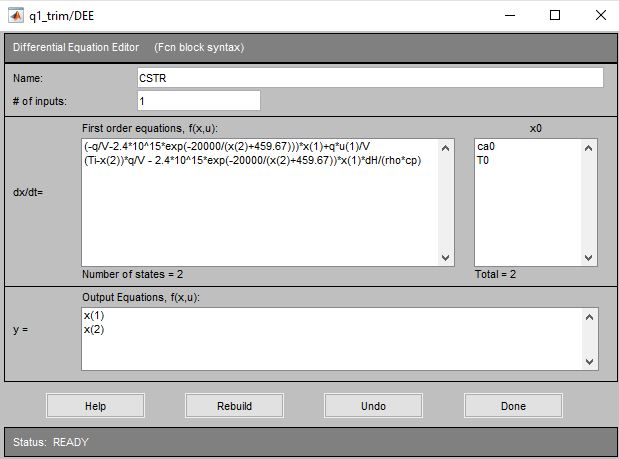 q1_trim/DEE
Differential Equation Editor (Fcn block syntax)
Name: CSTR
# of inputs: 1
First order equations, f(x,u): x0
(-q/V-2.4*10^15*exp(-20000/(x(2)+459.67)))*x(1)+q*u(1)/V ca0
(Ti-x(2))*q/V - 2.4*10^15*exp(-20000/(x(2)+459.67))*x(1)*dH/(rho*cp) T0
dx/dt=
Number of states = 2 Total = 2
Output Equations, f(x,u):
x(1)
y = x(2)
Help Rebuild Undo Done
Status: READY